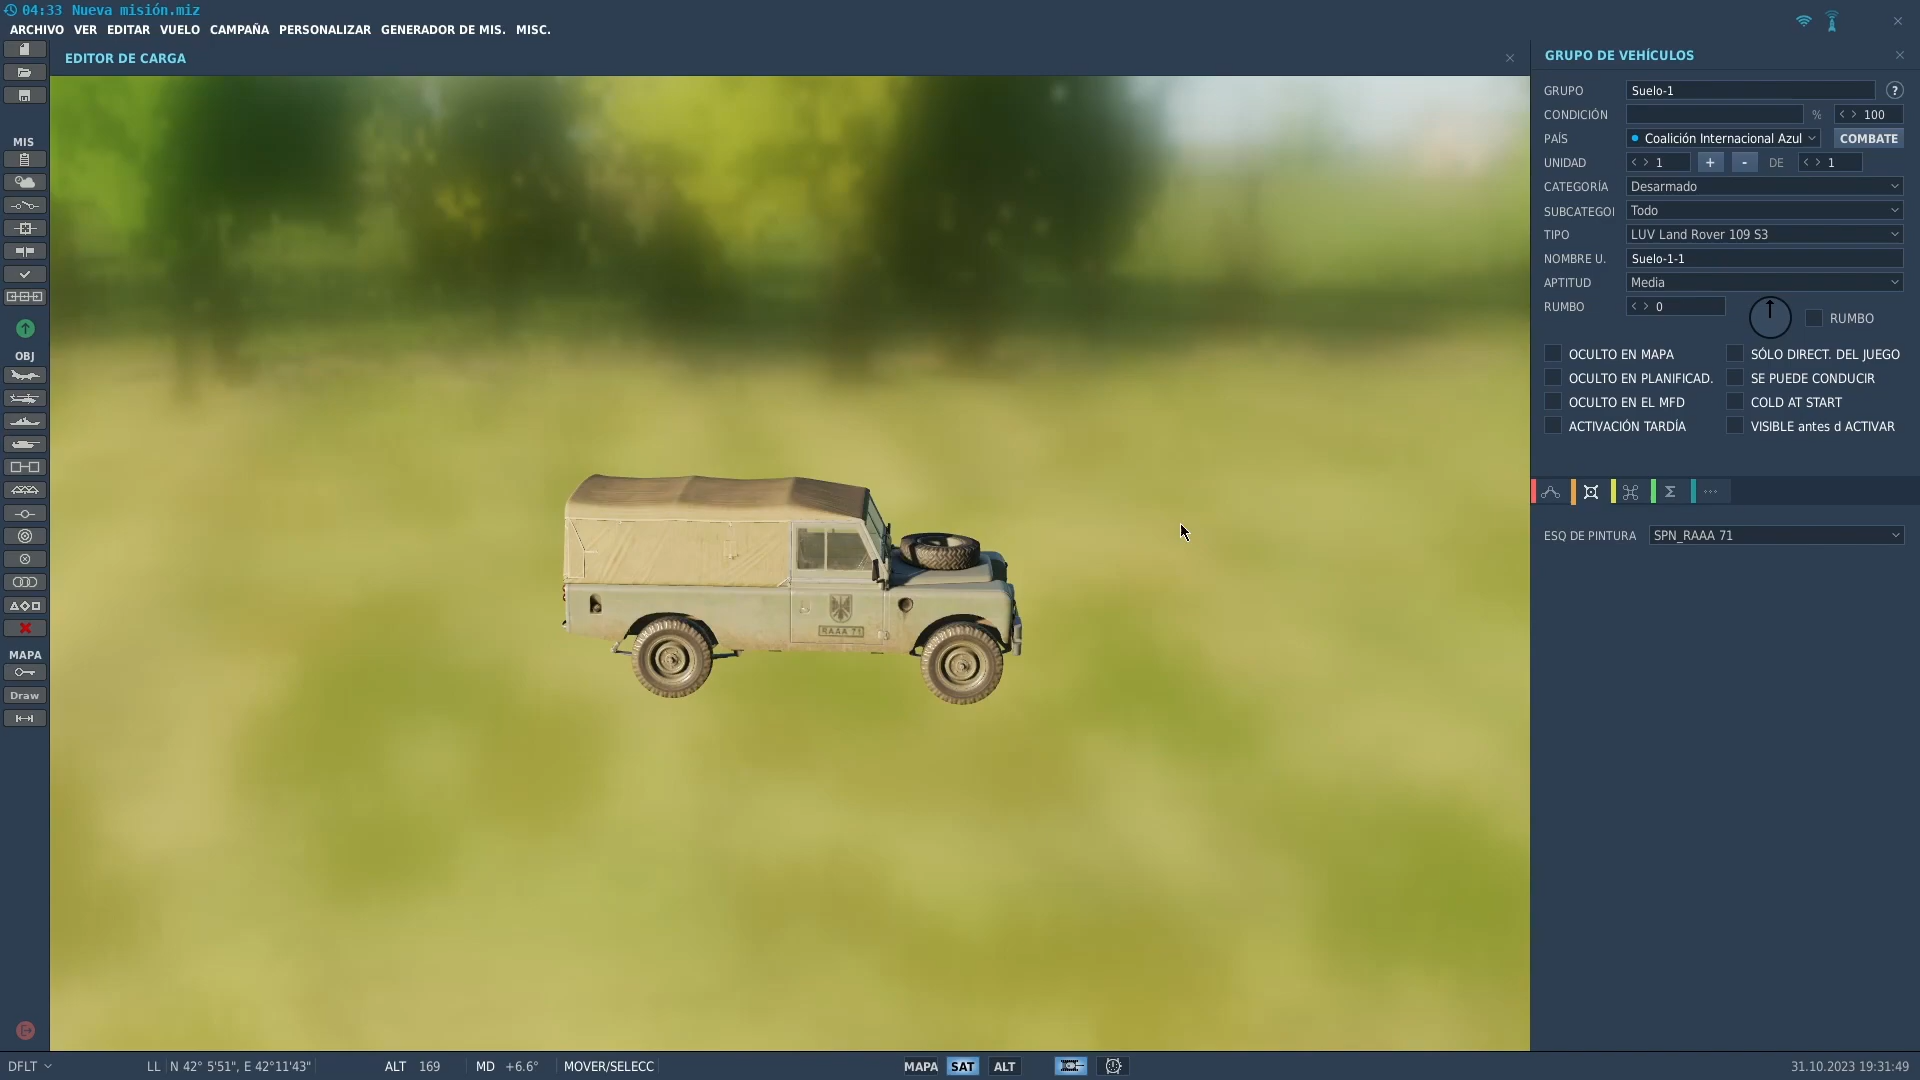 04:33 Nueva misión.miz
ARCHIVO VER EDITAR VUELO CAMPAÑA PERSONALIZAR GENERADOR DE MIS. MISC.
EDITOR DE CARGA
GRUPO DE VEHÍCULOS
GRUPO Suelo-1 ?
CONDICIÓN % < > 100
PAÍS Coalición Internacional Azul COMBATE
UNIDAD < > 1 + - DE < > 1
CATEGORÍA Desarmado
SUBCATEGOI Todo
TIPO LUV Land Rover 109 S3
NOMBRE U. Suelo-1-1
APTITUD Media
RUMBO < > 0
RUMBO
OCULTO EN MAPA SÓLO DIRECT. DEL JUEGO
OCULTO EN PLANIFICAD. SE PUEDE CONDUCIR
OCULTO EN EL MFD COLD AT START
ACTIVACIÓN TARDÍA VISIBLE antes d ACTIVAR
ESQ DE PINTURA SPN_RAAA 71
MIS
OBJ
MAPA
Draw
RAAA 71
DFLT LL N 42° 5'51", E 42°11'43" ALT 169 MD +6.6° MOVER/SELECC MAPA SAT ALT 31.10.2023 19:31:49